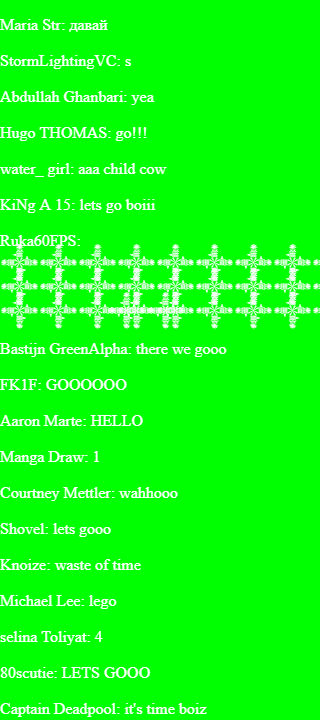 Maria Str: давай
StormLightingVC: s
Abdullah Ghanbari: yea
Hugo THOMAS: go!!!
water_ girl: aaa child cow
KiNg A 15: lets go boiii
Ruka60FPS:
Bastijn GreenAlpha: there we gooo
FK1F: GOOOOOO
Aaron Marte: HELLO
Manga Draw: 1
Courtney Mettler: wahhooo
Shovel: lets gooo
Knoize: waste of time
Michael Lee: lego
selina Toliyat: 4
80scutie: LETS GOOO
Captain Deadpool: it's time boiz